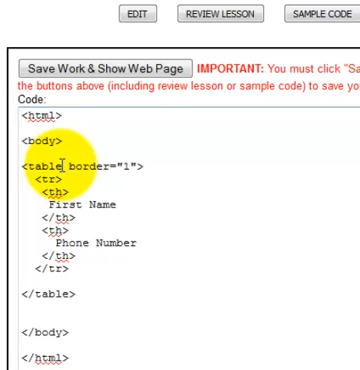 EDIT REVIEW LESSON SAMPLE CODE
Save Work & Show Web Page IMPORTANT: You must click "Sa
the buttons above (including review lesson or sample code) to save yo
Code:
<html>
<body>
<table border="1">
<tr>
<th>
First Name
</th>
<th>
Phone Number
</th>
</tr>
</table>
</body>
</html>